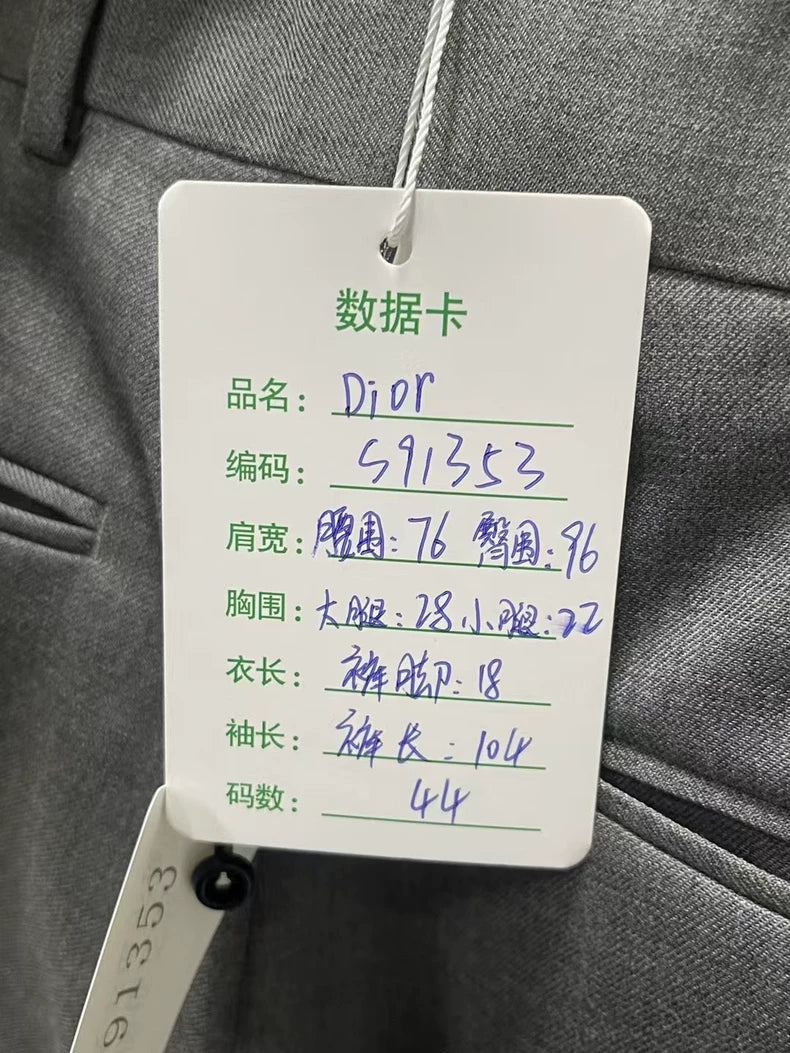 数据卡
品名: Dior
编码: S91353
肩宽: 腰围: 76 臀围: 96
胸围: 大腿: 28 小腿: 22
衣长: 裤脚: 18
袖长: 裤长: 104
码数: 44
91353